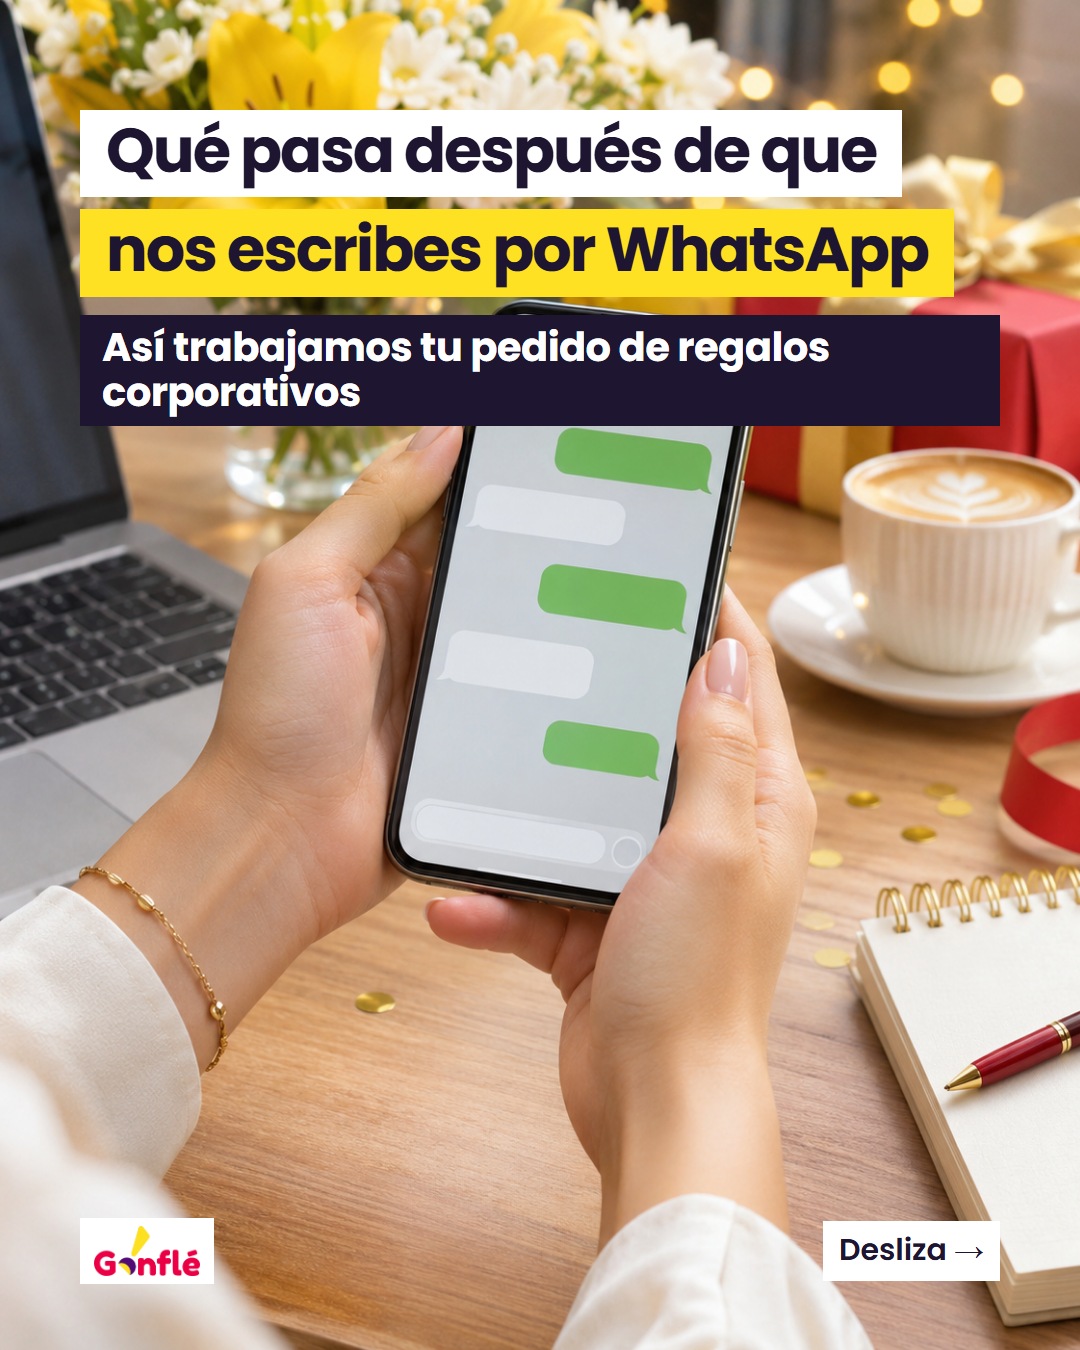 Qué pasa después de que
nos escribes por WhatsApp
Así trabajamos tu pedido de regalos
corporativos
Gonflé
Desliza →